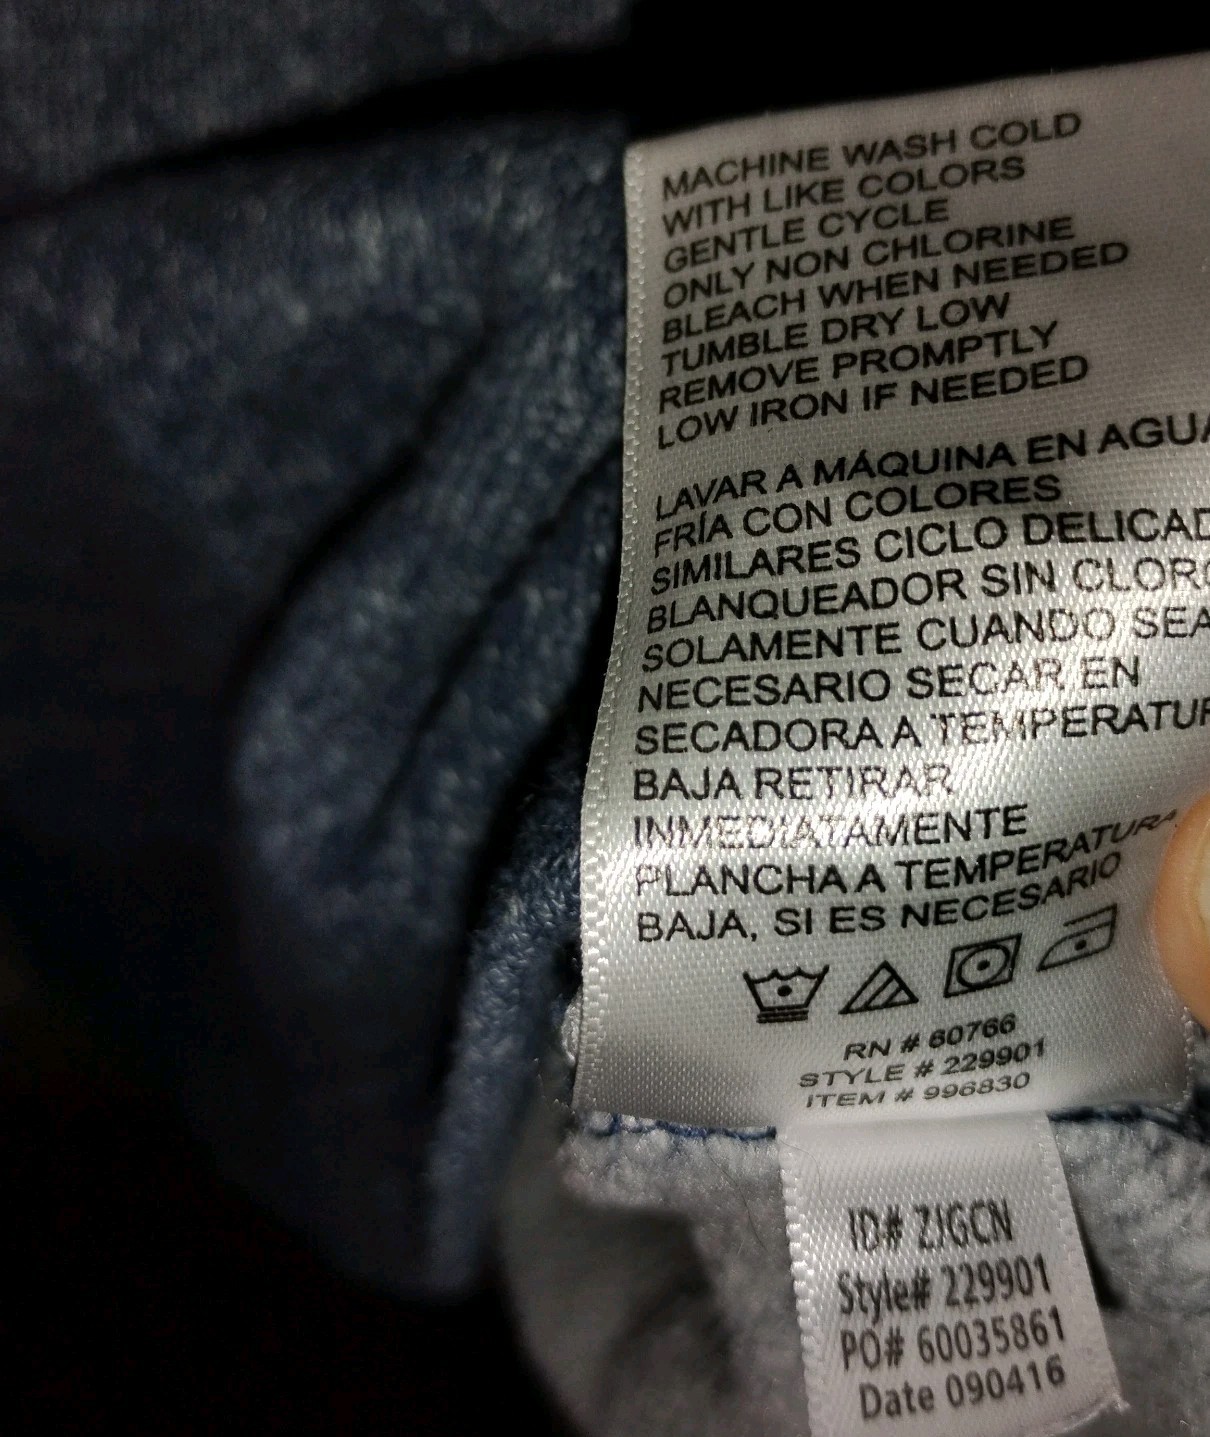 MACHINE WASH COLD
WITH LIKE COLORS
GENTLE CYCLE
ONLY NON CHLORINE
BLEACH WHEN NEEDED
TUMBLE DRY LOW
REMOVE PROMPTLY
LOW IRON IF NEEDED
LAVAR A MÁQUINA EN AGUA
FRÍA CON COLORES
SIMILARES CICLO DELICAD
BLANQUEADOR SIN CLORO
SOLAMENTE CUANDO SEA
NECESARIO SECAR EN
SECADORA A TEMPERATUR
BAJA RETIRAR
INMEDIATAMENTE
PLANCHA A TEMPERATURA
BAJA, SI ES NECESARIO
RN # 60766
STYLE # 229901
ITEM # 996830
ID# ZJGCN
Style# 229901
PO# 60035861
Date 090416